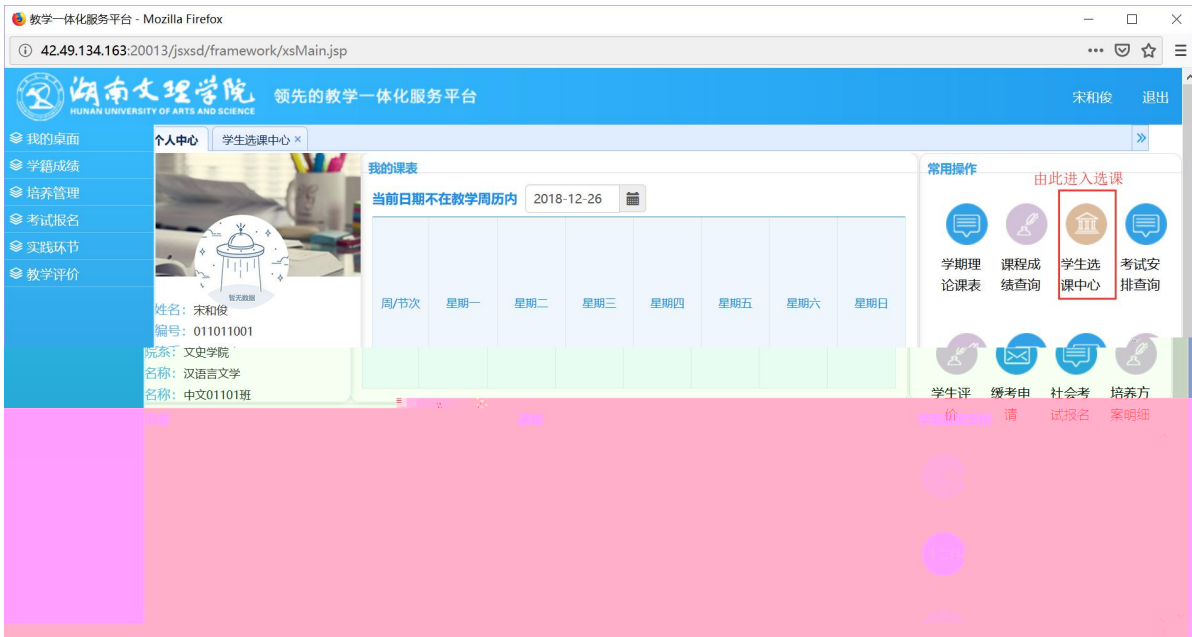 教学一体化服务平台 - Mozilla Firefox
42.49.134.163:20013/jsxsd/framework/xsMain.jsp
湖南文理学院
HUNAN UNIVERSITY OF ARTS AND SCIENCE
领先的教学一体化服务平台
宋和俊 退出
我的桌面
学籍成绩
培养管理
考试报名
实践环节
教学评价
个人中心 学生选课中心 ×
暂无数据
姓名：宋和俊
编号：011011001
院系：文史学院
名称：汉语言文学
名称：中文01101班
我的课表
当前日期不在教学周历内 2018-12-26
周/节次 星期一 星期二 星期三 星期四 星期五 星期六 星期日
常用操作
由此进入选课
学期理论课表
课程成绩查询
学生选课中心
考试安排查询
学生评价
缓考申请
社会考试报名
培养方案明细